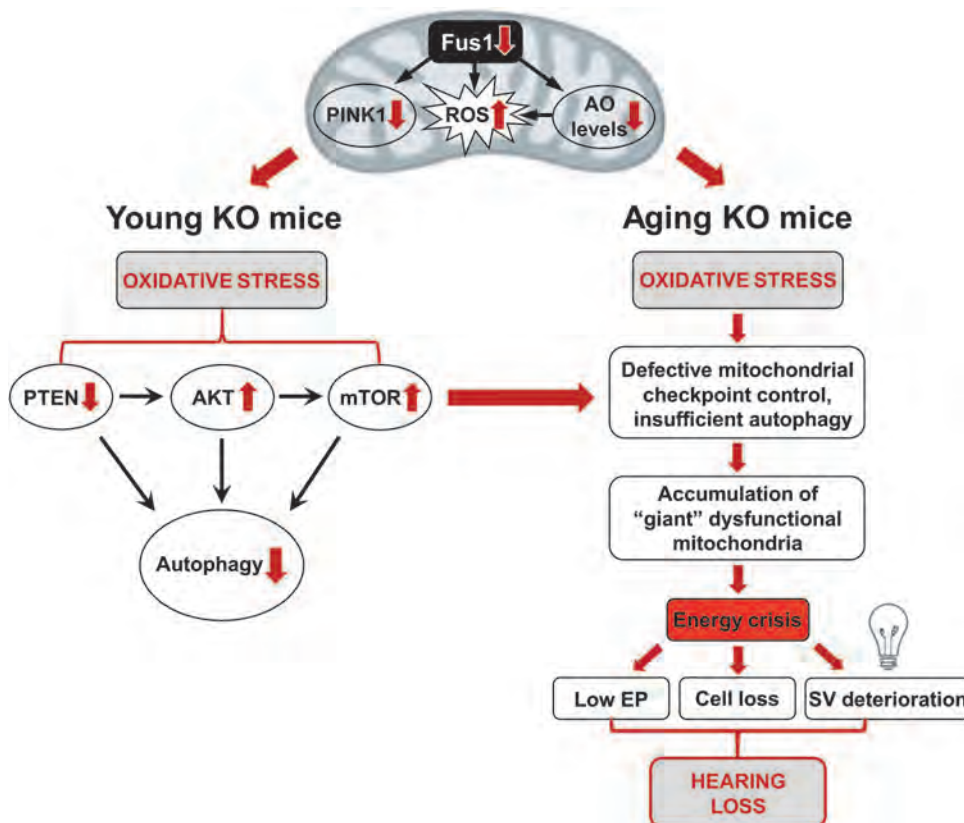 Fus1
PINK1
ROS
AO
levels
Young KO mice
Aging KO mice
OXIDATIVE STRESS
OXIDATIVE STRESS
PTEN
AKT
mTOR
Defective mitochondrial
checkpoint control,
insufficient autophagy
Autophagy
Accumulation of
“giant” dysfunctional
mitochondria
Energy crisis
Low EP
Cell loss
SV deterioration
HEARING
LOSS